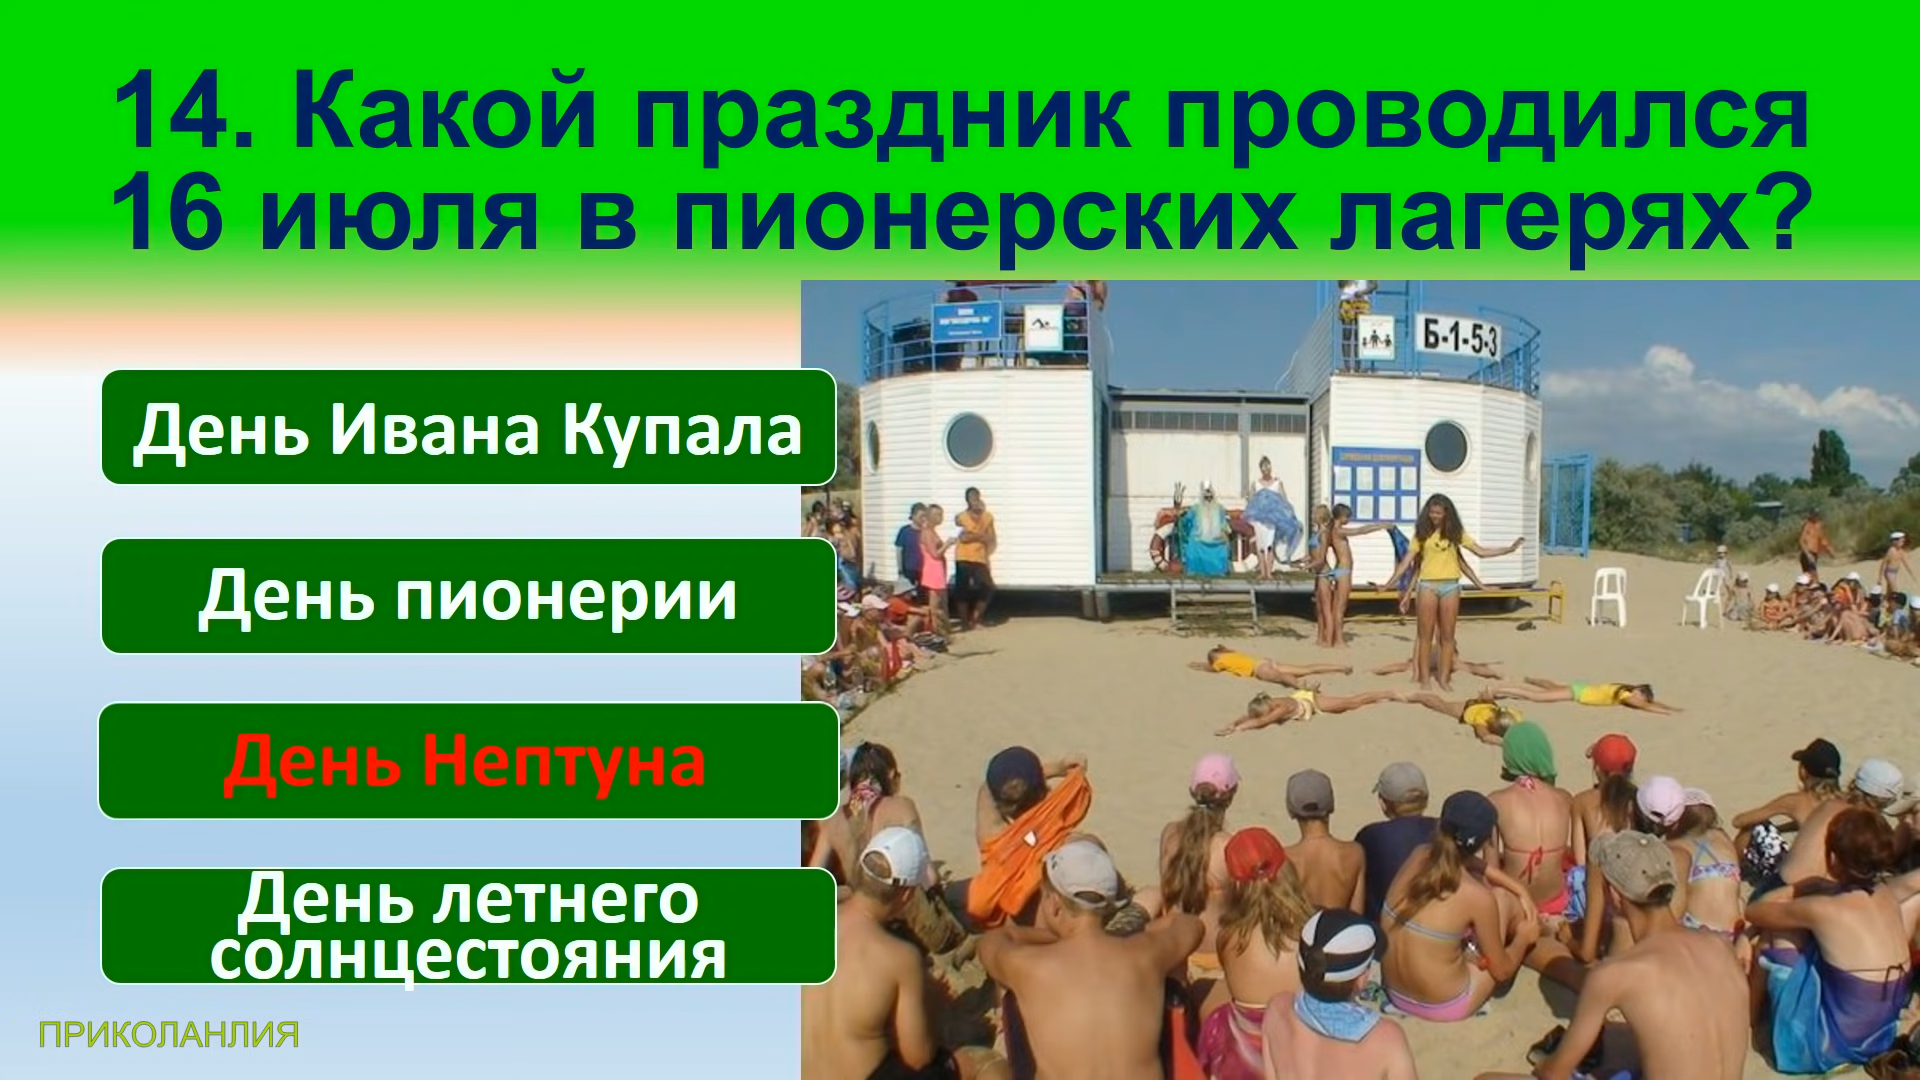 14. Какой праздник проводился
16 июля в пионерских лагерях?
Б-1-5-3
День Ивана Купала
День пионерии
День Нептуна
День летнего
солнцестояния
ПРИКОЛАНЛИЯ